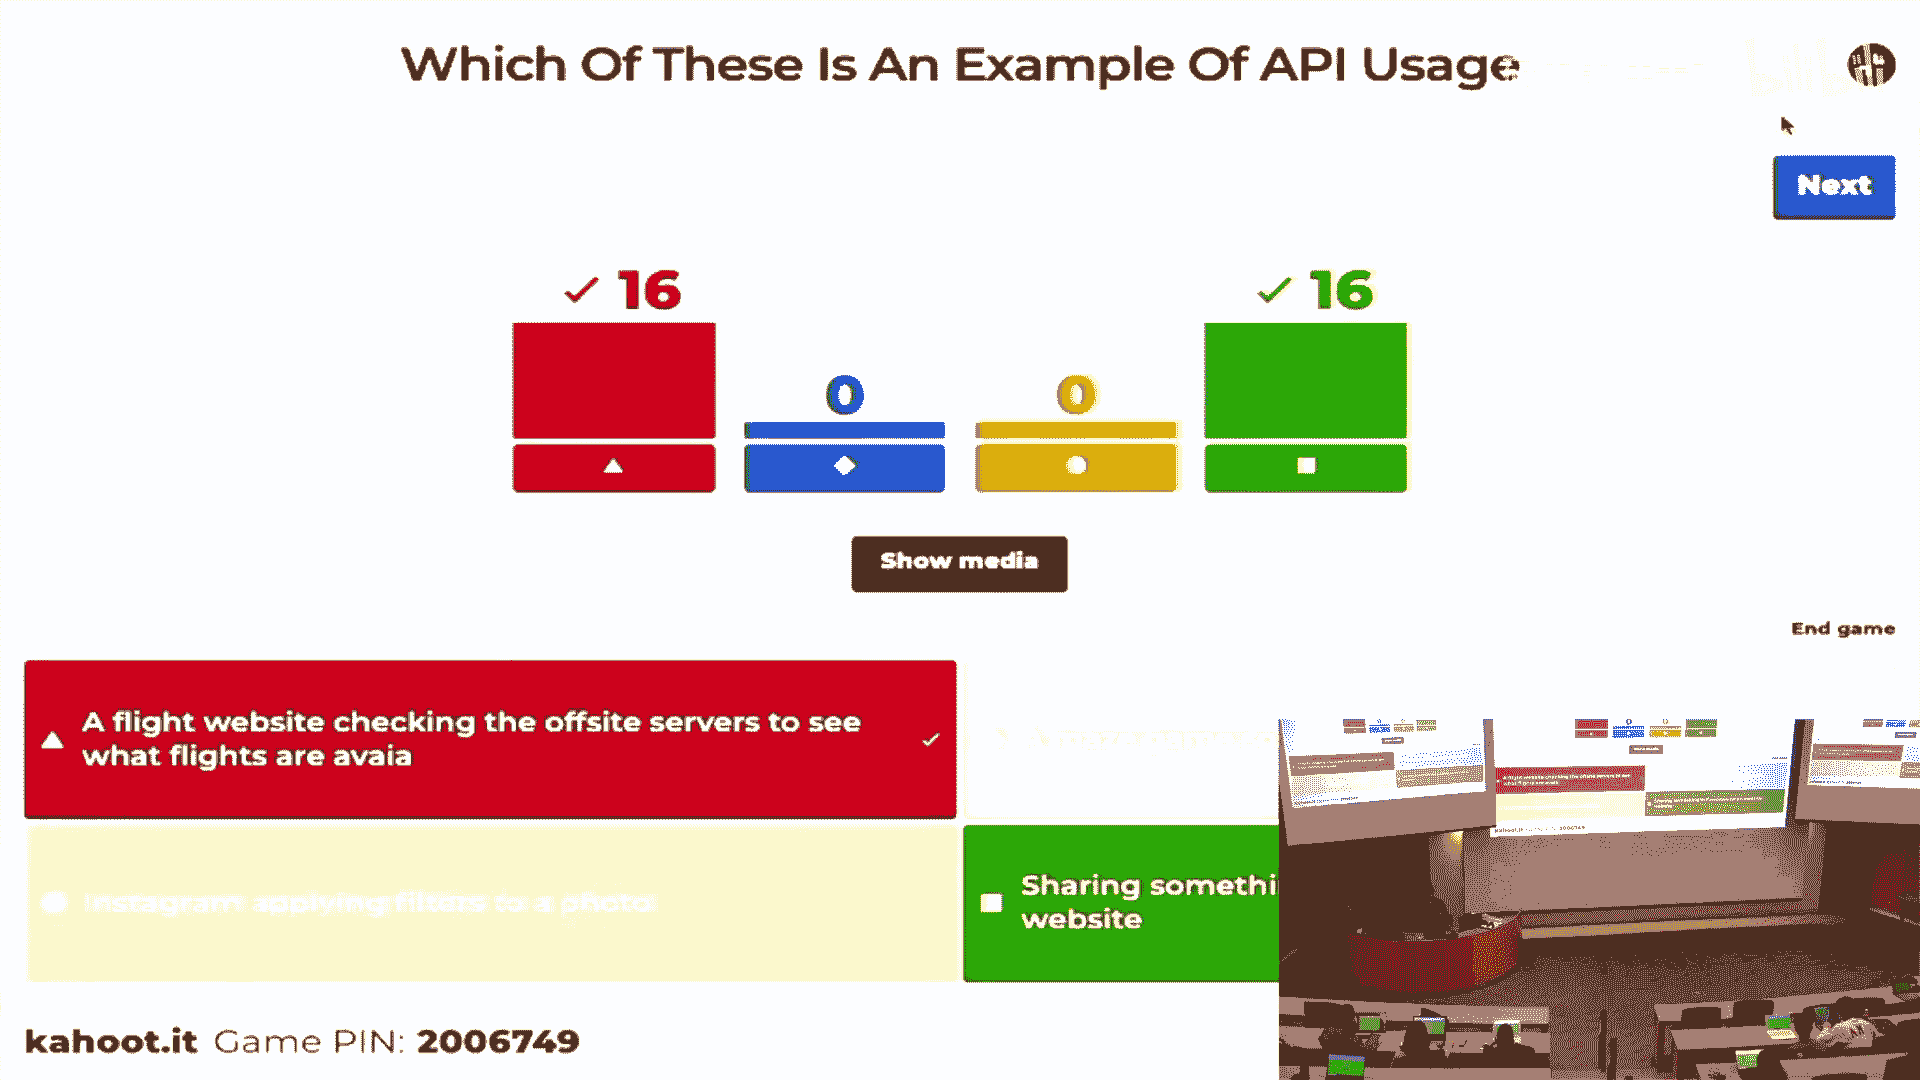 Which Of These Is An Example Of API Usage
Next
16
0
0
16
Show media
End game
A flight website checking the offsite servers to see
what flights are avaia
Instagram applying filters to a photo
Sharing somethi
website
kahoot.it Game PIN: 2006749